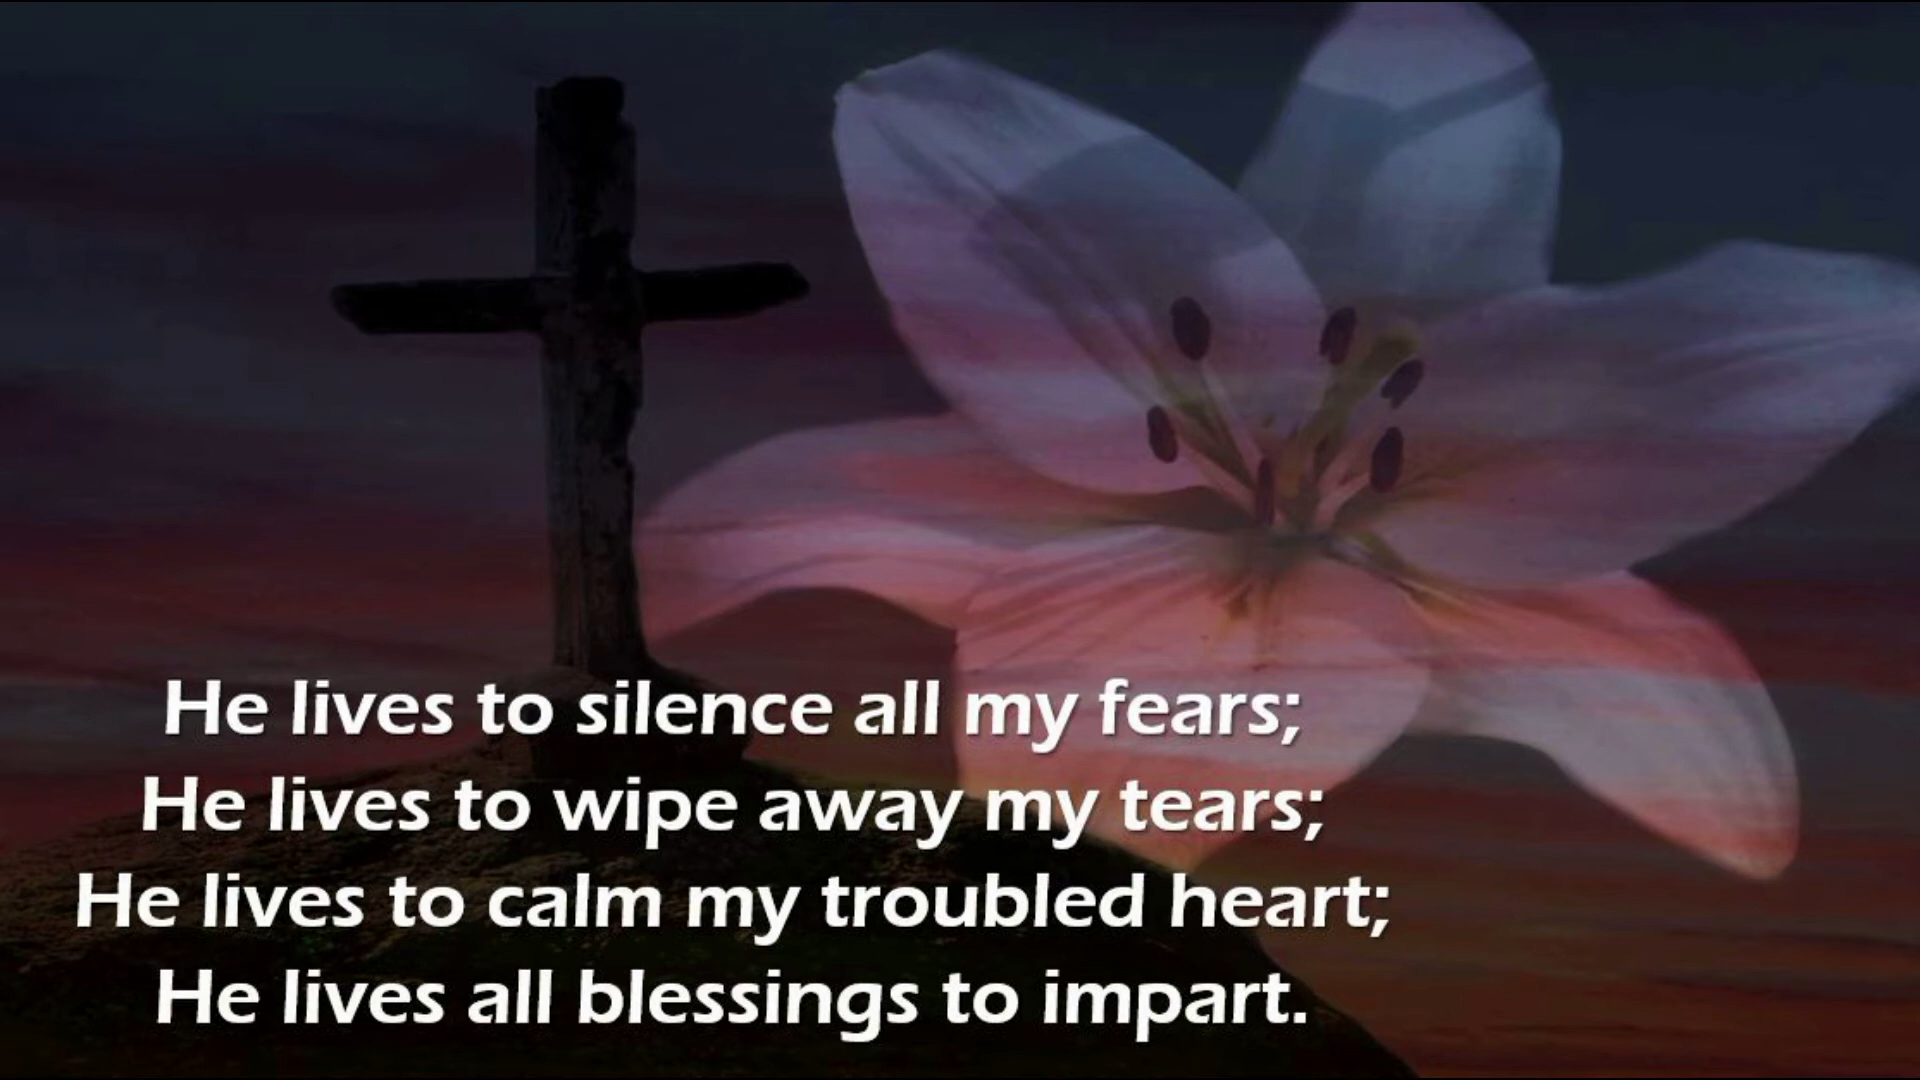 He lives to silence all my fears;
He lives to wipe away my tears;
He lives to calm my troubled heart;
He lives all blessings to impart.